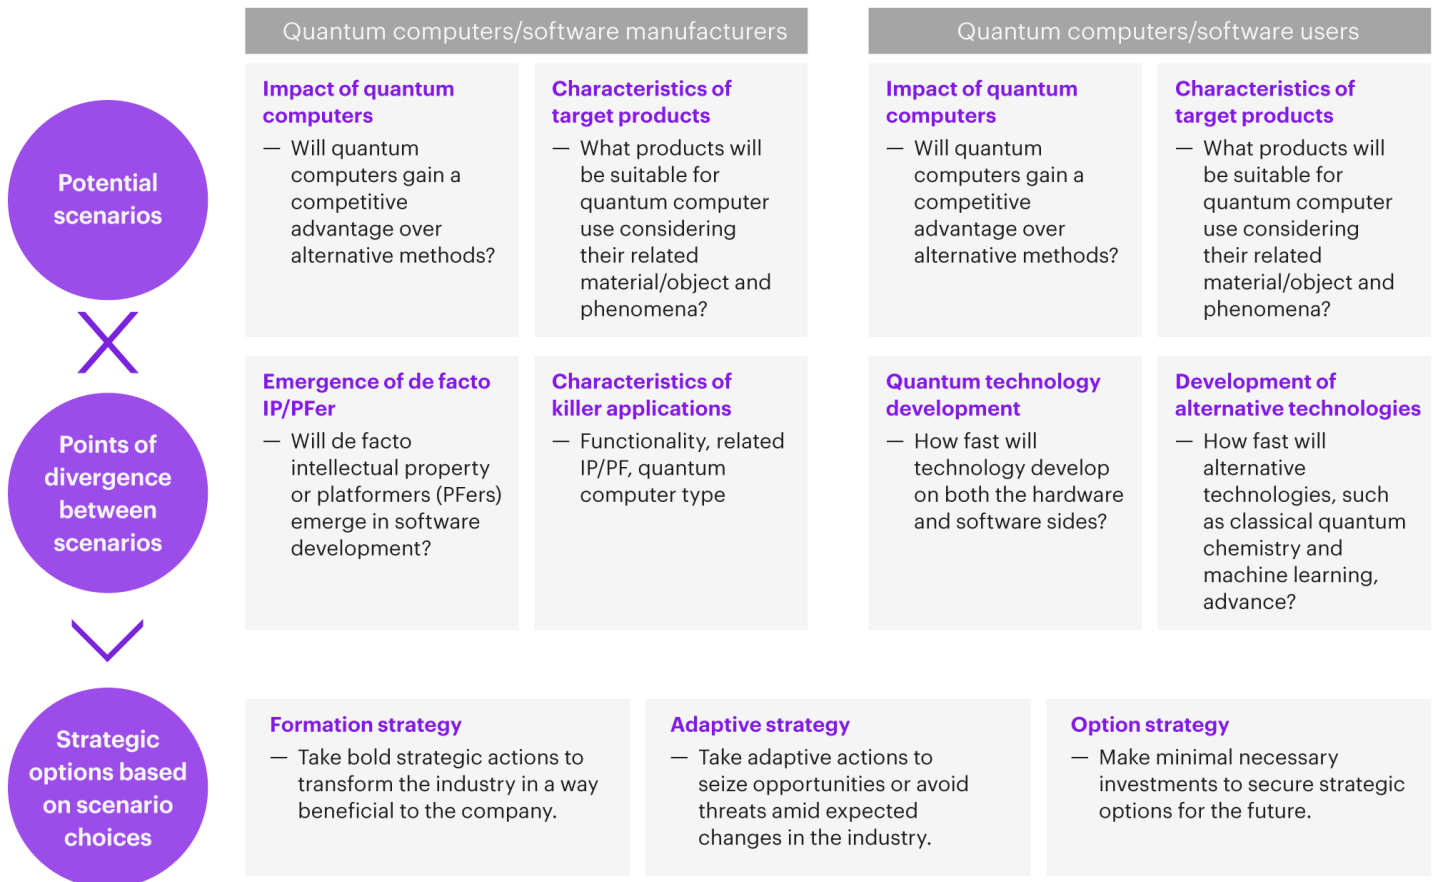 Quantum computers/software manufacturers
Quantum computers/software users
Potential
scenarios
Impact of quantum
computers
— Will quantum
computers gain a
competitive
advantage over
alternative methods?
Characteristics of
target products
— What products will
be suitable for
quantum computer
use considering
their related
material/object and
phenomena?
Impact of quantum
computers
— Will quantum
computers gain a
competitive
advantage over
alternative methods?
Characteristics of
target products
— What products will
be suitable for
quantum computer
use considering
their related
material/object and
phenomena?
Points of
divergence
between
scenarios
Emergence of de facto
IP/PFer
— Will de facto
intellectual property
or platformers (PFers)
emerge in software
development?
Characteristics of
killer applications
— Functionality, related
IP/PF, quantum
computer type
Quantum technology
development
— How fast will
technology develop
on both the hardware
and software sides?
Development of
alternative technologies
— How fast will
alternative
technologies, such
as classical quantum
chemistry and
machine learning,
advance?
Strategic
options based
on scenario
choices
Formation strategy
— Take bold strategic actions to
transform the industry in a way
beneficial to the company.
Adaptive strategy
— Take adaptive actions to
seize opportunities or avoid
threats amid expected
changes in the industry.
Option strategy
— Make minimal necessary
investments to secure strategic
options for the future.